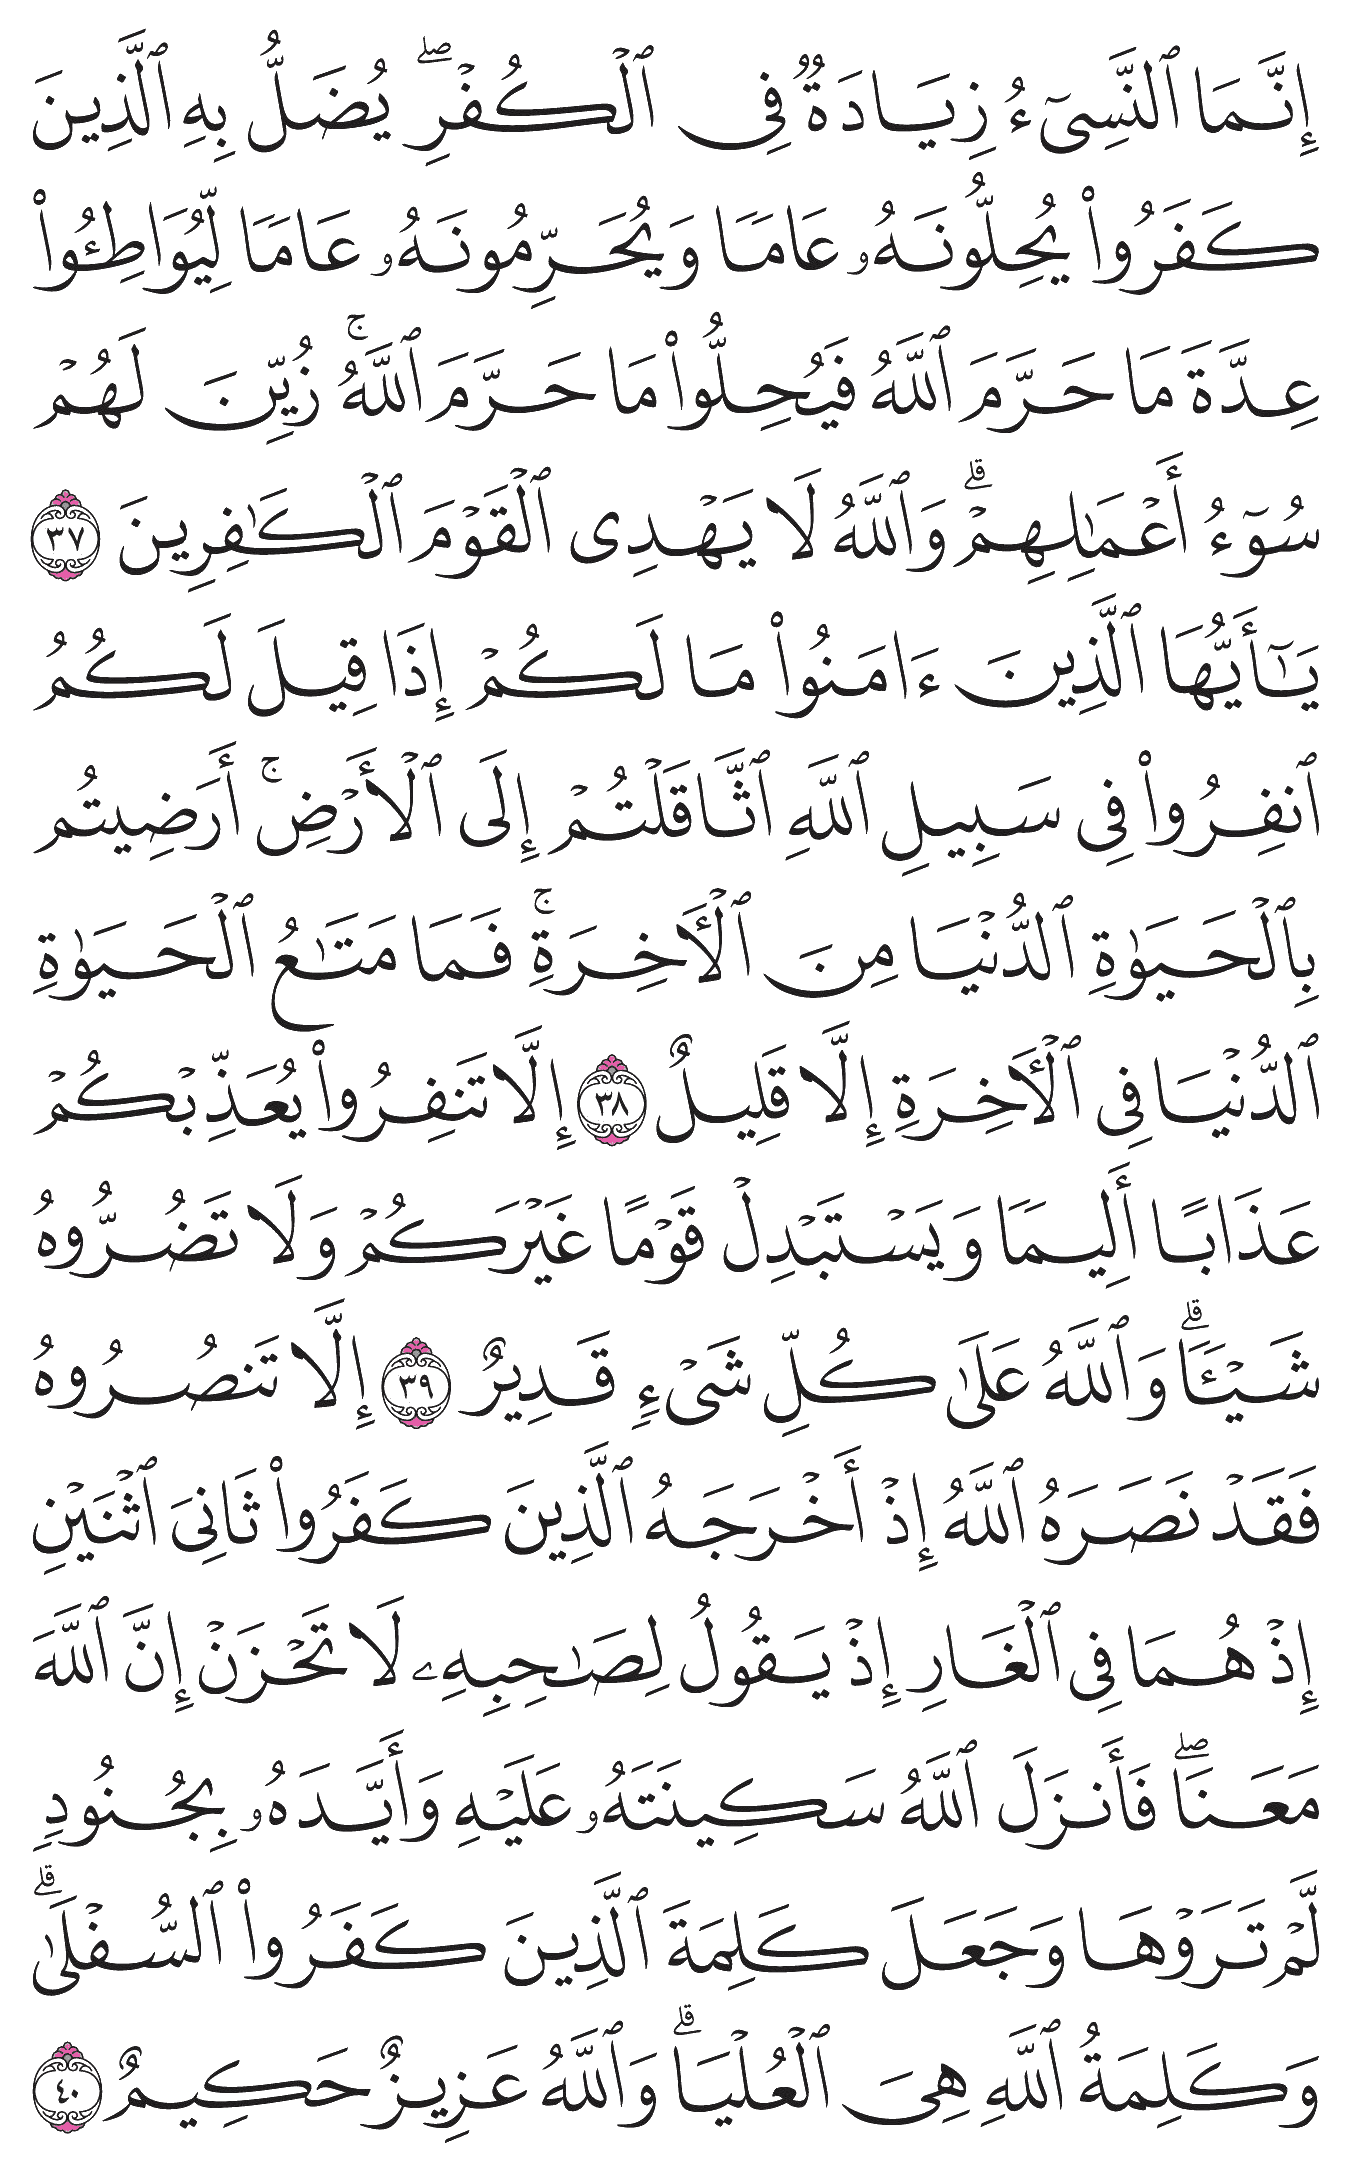 إِنَّمَا ٱلنَّسِىٓءُ زِيَادَةٌۭ فِى ٱلْكُفْرِ ۖ يُضَلُّ بِهِ ٱلَّذِينَ
كَفَرُوا۟ يُحِلُّونَهُۥ عَامًۭا وَيُحَرِّمُونَهُۥ عَامًۭا لِّيُوَاطِـُٔوا۟
عِدَّةَ مَا حَرَّمَ ٱللَّهُ فَيُحِلُّوا۟ مَا حَرَّمَ ٱللَّهُ ۚ زُيِّنَ لَهُمْ
سُوٓءُ أَعْمَـٰلِهِمْ ۗ وَٱللَّهُ لَا يَهْدِى ٱلْقَوْمَ ٱلْكَـٰفِرِينَ ٣٧
يَـٰٓأَيُّهَا ٱلَّذِينَ ءَامَنُوا۟ مَا لَكُمْ إِذَا قِيلَ لَكُمُ
ٱنفِرُوا۟ فِى سَبِيلِ ٱللَّهِ ٱثَّاقَلْتُمْ إِلَى ٱلْأَرْضِ ۚ أَرَضِيتُم
بِٱلْحَيَوٰةِ ٱلدُّنْيَا مِنَ ٱلْـَٔاخِرَةِ ۚ فَمَا مَتَـٰعُ ٱلْحَيَوٰةِ
ٱلدُّنْيَا فِى ٱلْـَٔاخِرَةِ إِلَّا قَلِيلٌ ٣٨ إِلَّا تَنفِرُوا۟ يُعَذِّبْكُمْ
عَذَابًا أَلِيمًۭا وَيَسْتَبْدِلْ قَوْمًا غَيْرَكُمْ وَلَا تَضُرُّوهُ
شَيْـًۭٔا ۗ وَٱللَّهُ عَلَىٰ كُلِّ شَىْءٍۢ قَدِيرٌ ٣٩ إِلَّا تَنصُرُوهُ
فَقَدْ نَصَرَهُ ٱللَّهُ إِذْ أَخْرَجَهُ ٱلَّذِينَ كَفَرُوا۟ ثَانِىَ ٱثْنَيْنِ
إِذْ هُمَا فِى ٱلْغَارِ إِذْ يَقُولُ لِصَـٰحِبِهِۦ لَا تَحْزَنْ إِنَّ ٱللَّهَ
مَعَنَا ۖ فَأَنزَلَ ٱللَّهُ سَكِينَتَهُۥ عَلَيْهِ وَأَيَّدَهُۥ بِجُنُودٍۢ
لَّمْ تَرَوْهَا وَجَعَلَ كَلِمَةَ ٱلَّذِينَ كَفَرُوا۟ ٱلسُّفْلَىٰ ۗ
وَكَلِمَةُ ٱللَّهِ هِىَ ٱلْعُلْيَا ۗ وَٱللَّهُ عَزِيزٌ حَكِيمٌ ٤٠